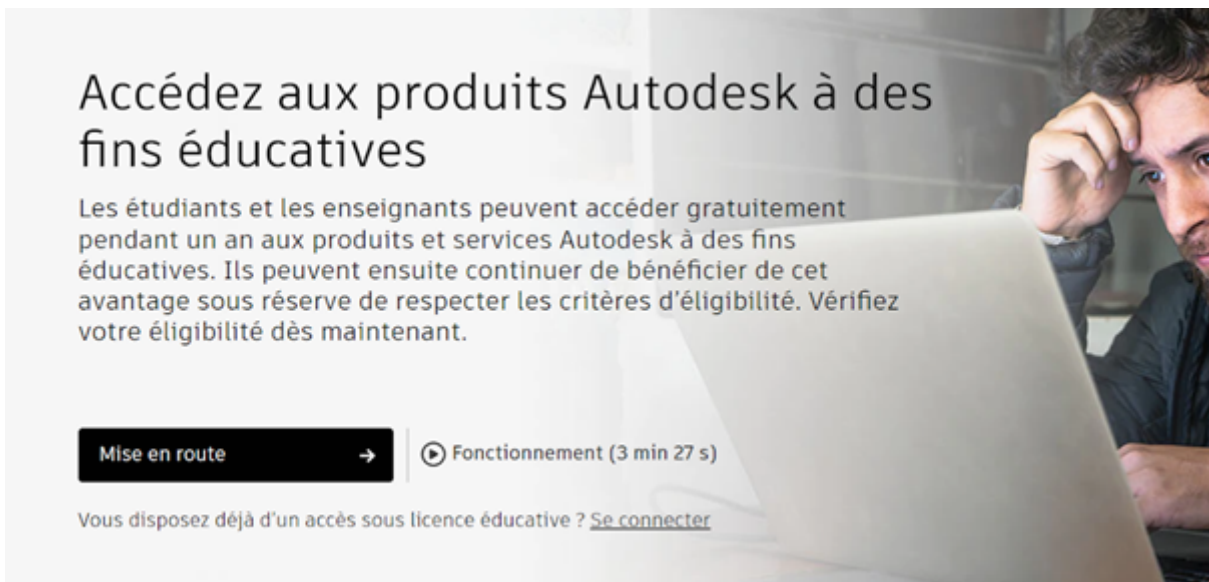 Accédez aux produits Autodesk à des
fins éducatives
Les étudiants et les enseignants peuvent accéder gratuitement
pendant un an aux produits et services Autodesk à des fins
éducatives. Ils peuvent ensuite continuer de bénéficier de cet
avantage sous réserve de respecter les critères d'éligibilité. Vérifiez
votre éligibilité dès maintenant.
Mise en route →
Fonctionnement (3 min 27 s)
Vous disposez déjà d'un accès sous licence éducative ? Se connecter